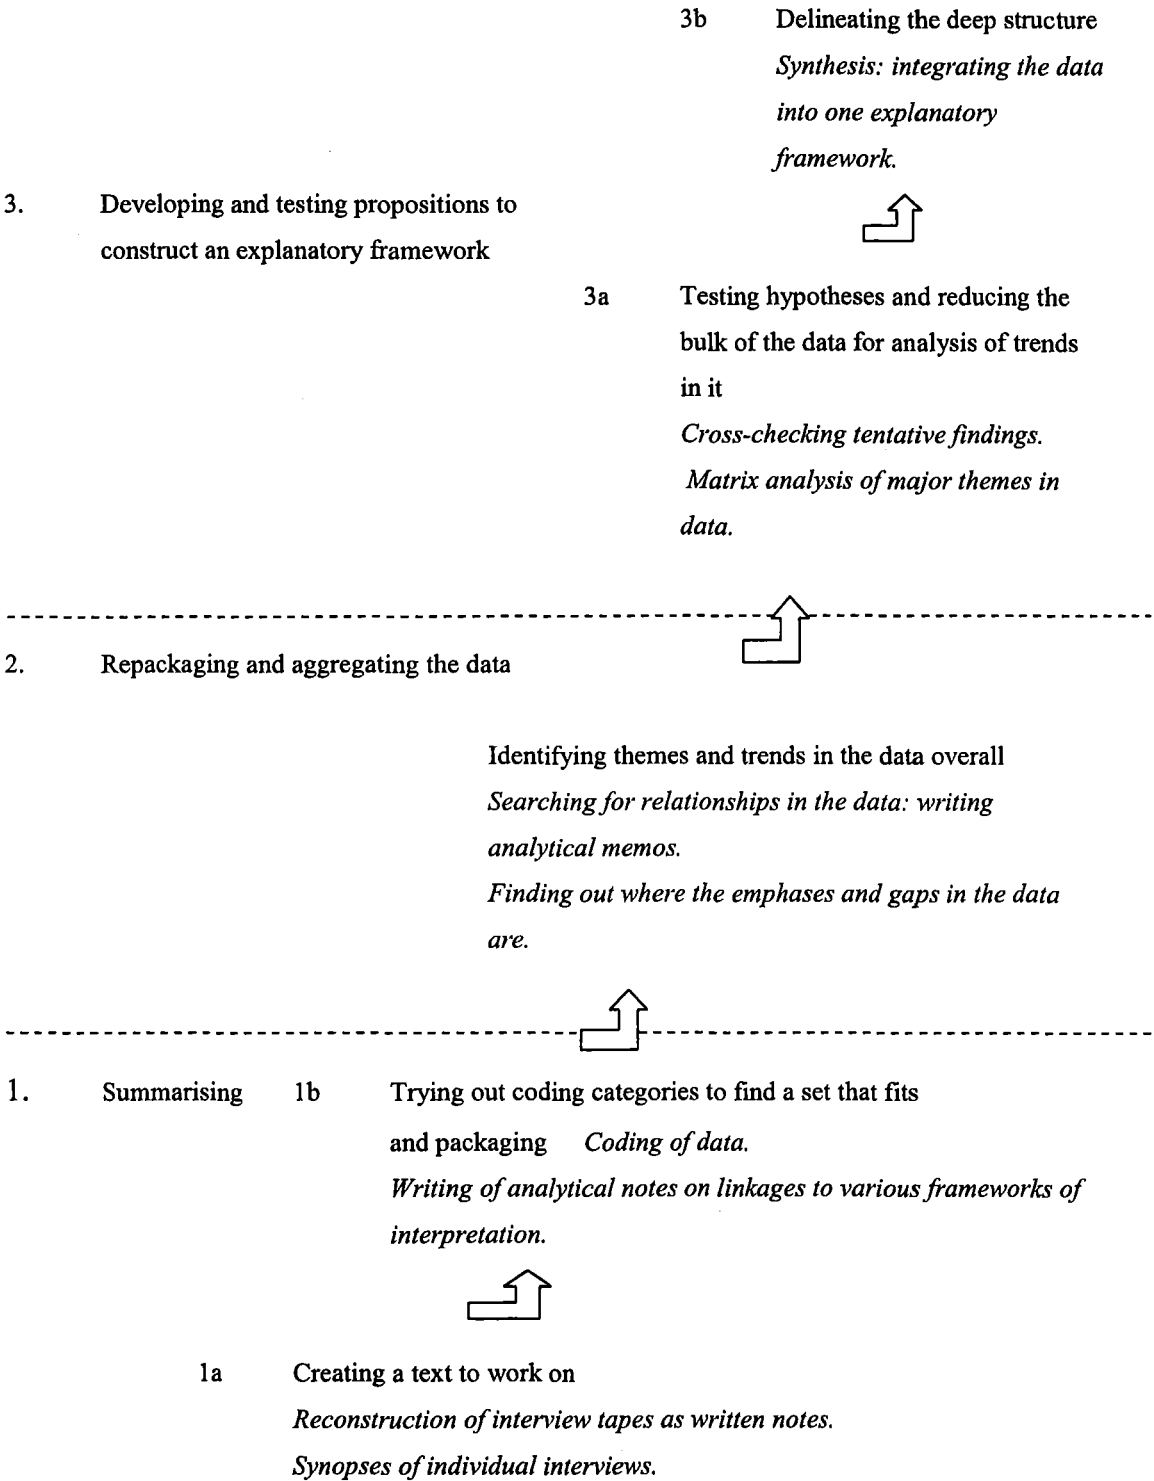 3b Delineating the deep structure
Synthesis: integrating the data
into one explanatory
framework.
3. Developing and testing propositions to
construct an explanatory framework
3a Testing hypotheses and reducing the
bulk of the data for analysis of trends
in it
Cross-checking tentative findings.
Matrix analysis of major themes in
data.
2. Repackaging and aggregating the data
Identifying themes and trends in the data overall
Searching for relationships in the data: writing
analytical memos.
Finding out where the emphases and gaps in the data
are.
1. Summarising 1b Trying out coding categories to find a set that fits
and packaging Coding of data.
Writing of analytical notes on linkages to various frameworks of
interpretation.
1a Creating a text to work on
Reconstruction of interview tapes as written notes.
Synopses of individual interviews.